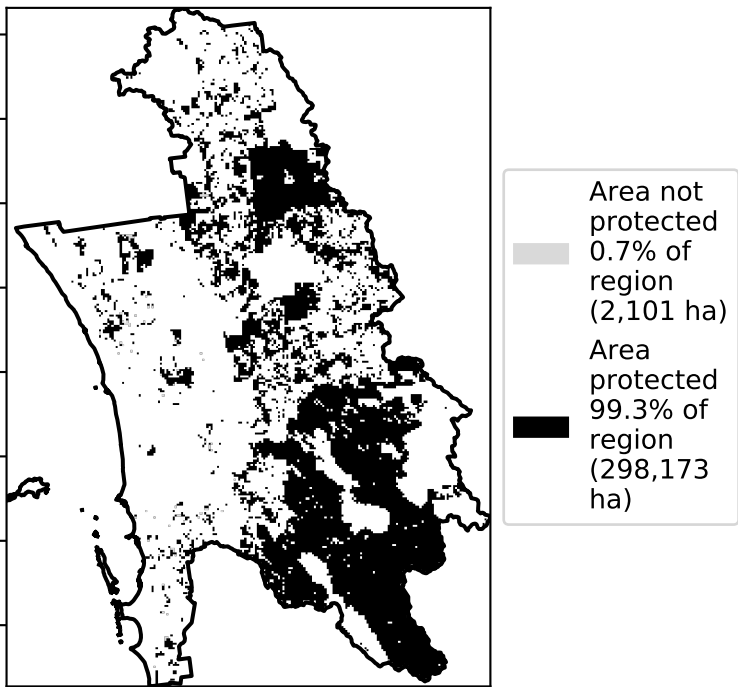 Area not
protected
0.7% of
region
(2,101 ha)
Area
protected
99.3% of
region
(298,173
ha)